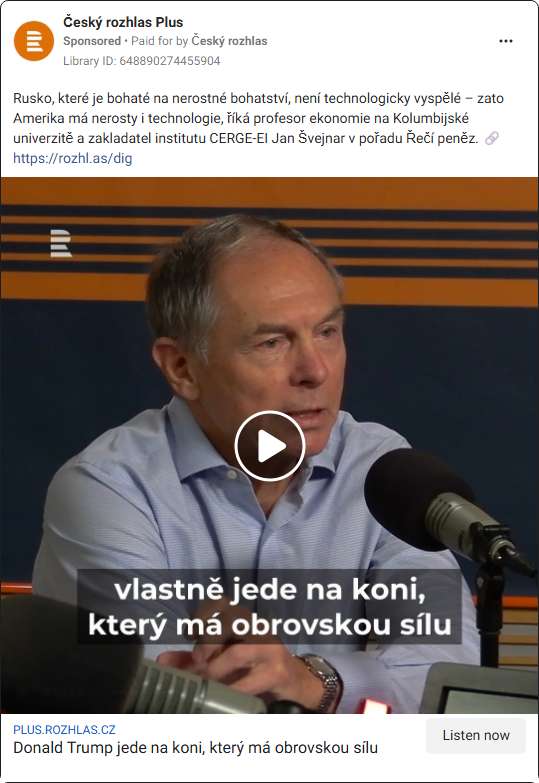 Český rozhlas Plus
Sponsored • Paid for by Český rozhlas
Library ID: 648890274455904
Rusko, které je bohaté na nerostné bohatství, není technologicky vyspělé – zato
Amerika má nerosty i technologie, říká profesor ekonomie na Kolumbijské
univerzitě a zakladatel institutu CERGE-EI Jan Švejnar v pořadu Řečí peněz. 🔗
https://rozhl.as/dig
vlastně jede na koni,
který má obrovskou sílu
PLUS.ROZHLAS.CZ
Donald Trump jede na koni, který má obrovskou sílu
Listen now